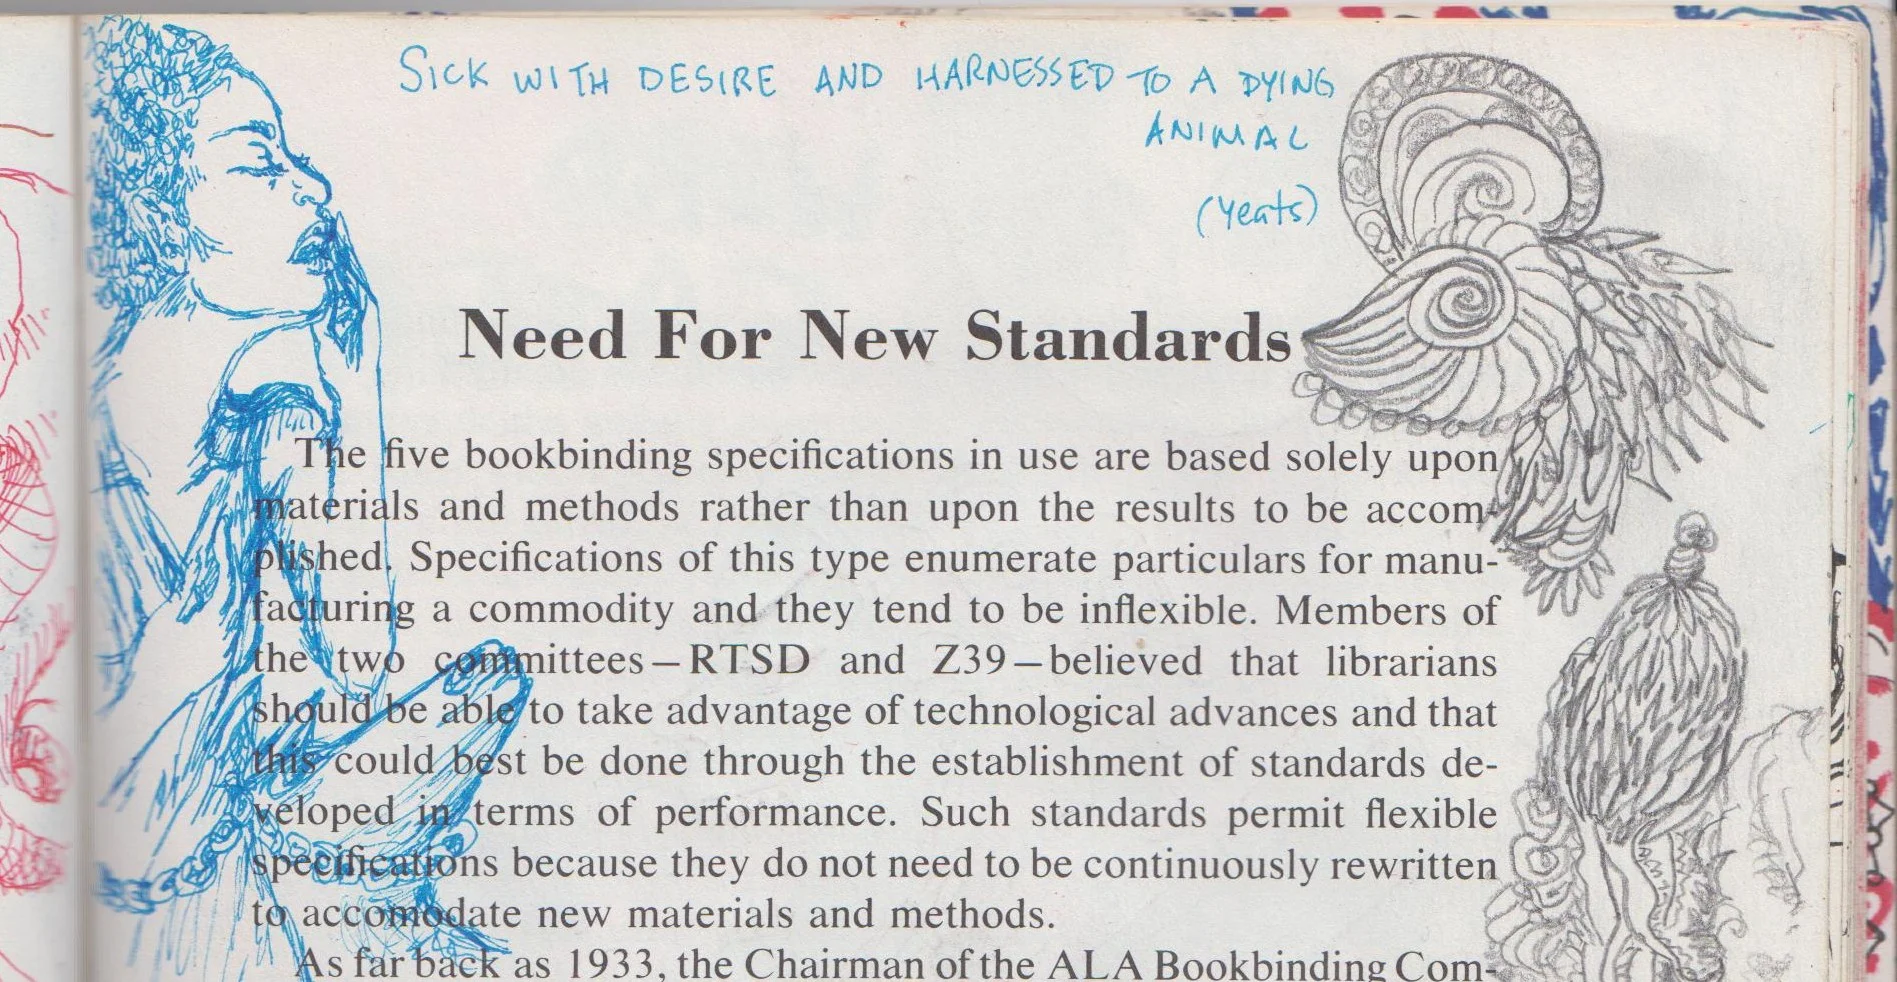 SICK WITH DESIRE AND HARNESSED TO A DYING
ANIMAL
(Yeats)
Need For New Standards
The five bookbinding specifications in use are based solely upon
materials and methods rather than upon the results to be accom-
plished. Specifications of this type enumerate particulars for manu-
facturing a commodity and they tend to be inflexible. Members of
the two committees—RTSD and Z39—believed that librarians
should be able to take advantage of technological advances and that
this could best be done through the establishment of standards de-
veloped in terms of performance. Such standards permit flexible
specifications because they do not need to be continuously rewritten
to accomodate new materials and methods.
As far back as 1933, the Chairman of the ALA Bookbinding Com-